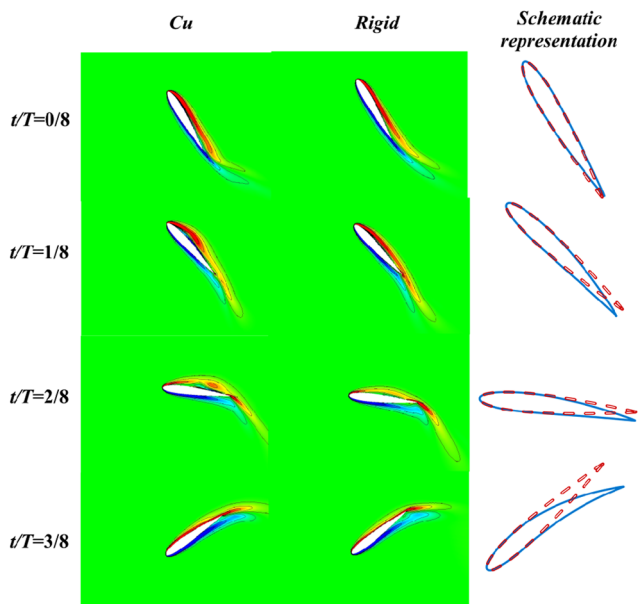 Cu
Rigid
Schematic
representation
t/T=0/8
t/T=1/8
t/T=2/8
t/T=3/8